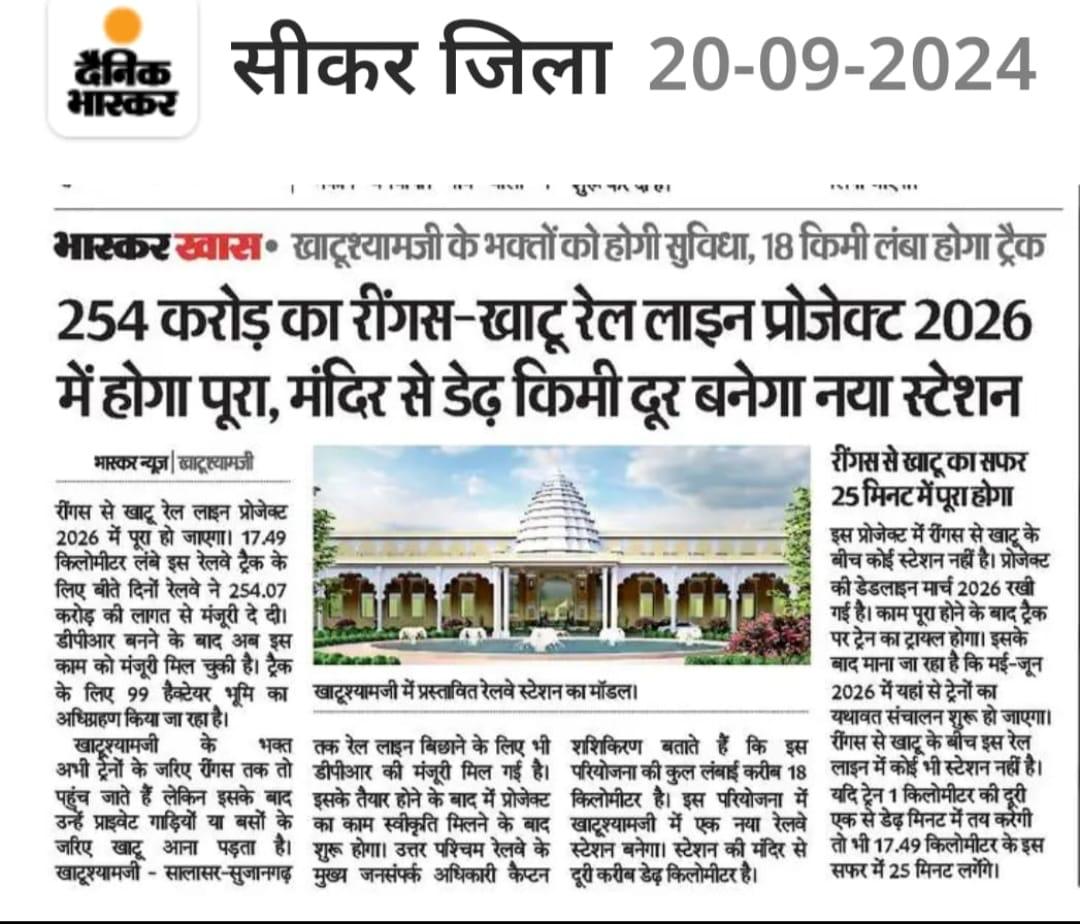 दैनिक
भास्कर
सीकर जिला 20-09-2024
भास्कर खास• खाटूश्यामजी के भक्तों को होगी सुविधा, 18 किमी लंबा होगा ट्रैक
254 करोड़ का रींगस-खाटू रेल लाइन प्रोजेक्ट 2026
में होगा पूरा, मंदिर से डेढ़ किमी दूर बनेगा नया स्टेशन
भास्कर न्यूज | खाटूश्यामजी
रींगस से खाटू रेल लाइन प्रोजेक्ट
2026 में पूरा हो जाएगा। 17.49
किलोमीटर लंबे इस रेलवे ट्रैक के
लिए बीते दिनों रेलवे ने 254.07
करोड़ की लागत से मंजूरी दे दी।
डीपीआर बनने के बाद अब इस
काम को मंजूरी मिल चुकी है। ट्रैक
के लिए 99 हैक्टेयर भूमि का
अधिग्रहण किया जा रहा है।
खाटूश्यामजी के भक्त
अभी ट्रेनों के जरिए रींगस तक तो
पहुंच जाते हैं लेकिन इसके बाद
उन्हें प्राइवेट गाड़ियों या बसों के
जरिए खाटू आना पड़ता है।
खाटूश्यामजी - सालासर-सुजानगढ़
खाटूश्यामजी में प्रस्तावित रेलवे स्टेशन का मॉडल।
तक रेल लाइन बिछाने के लिए भी
डीपीआर की मंजूरी मिल गई है।
इसके तैयार होने के बाद में प्रोजेक्ट
का काम स्वीकृति मिलने के बाद
शुरू होगा। उत्तर पश्चिम रेलवे के
मुख्य जनसंपर्क अधिकारी कैप्टन
शशिकिरण बताते हैं कि इस
परियोजना की कुल लंबाई करीब 18
किलोमीटर है। इस परियोजना में
खाटूश्यामजी में एक नया रेलवे
स्टेशन बनेगा। स्टेशन की मंदिर से
दूरी करीब डेढ़ किलोमीटर है।
रींगस से खाटू का सफर
25 मिनट में पूरा होगा
इस प्रोजेक्ट में रींगस से खाटू के
बीच कोई स्टेशन नहीं है। प्रोजेक्ट
की डेडलाइन मार्च 2026 रखी
गई है। काम पूरा होने के बाद ट्रैक
पर ट्रेन का ट्रायल होगा। इसके
बाद माना जा रहा है कि मई-जून
2026 में यहां से ट्रेनों का
यथावत संचालन शुरू हो जाएगा।
रींगस से खाटू के बीच इस रेल
लाइन में कोई भी स्टेशन नहीं है।
यदि ट्रेन 1 किलोमीटर की दूरी
एक से डेढ़ मिनट में तय करेगी
तो भी 17.49 किलोमीटर के इस
सफर में 25 मिनट लगेंगे।